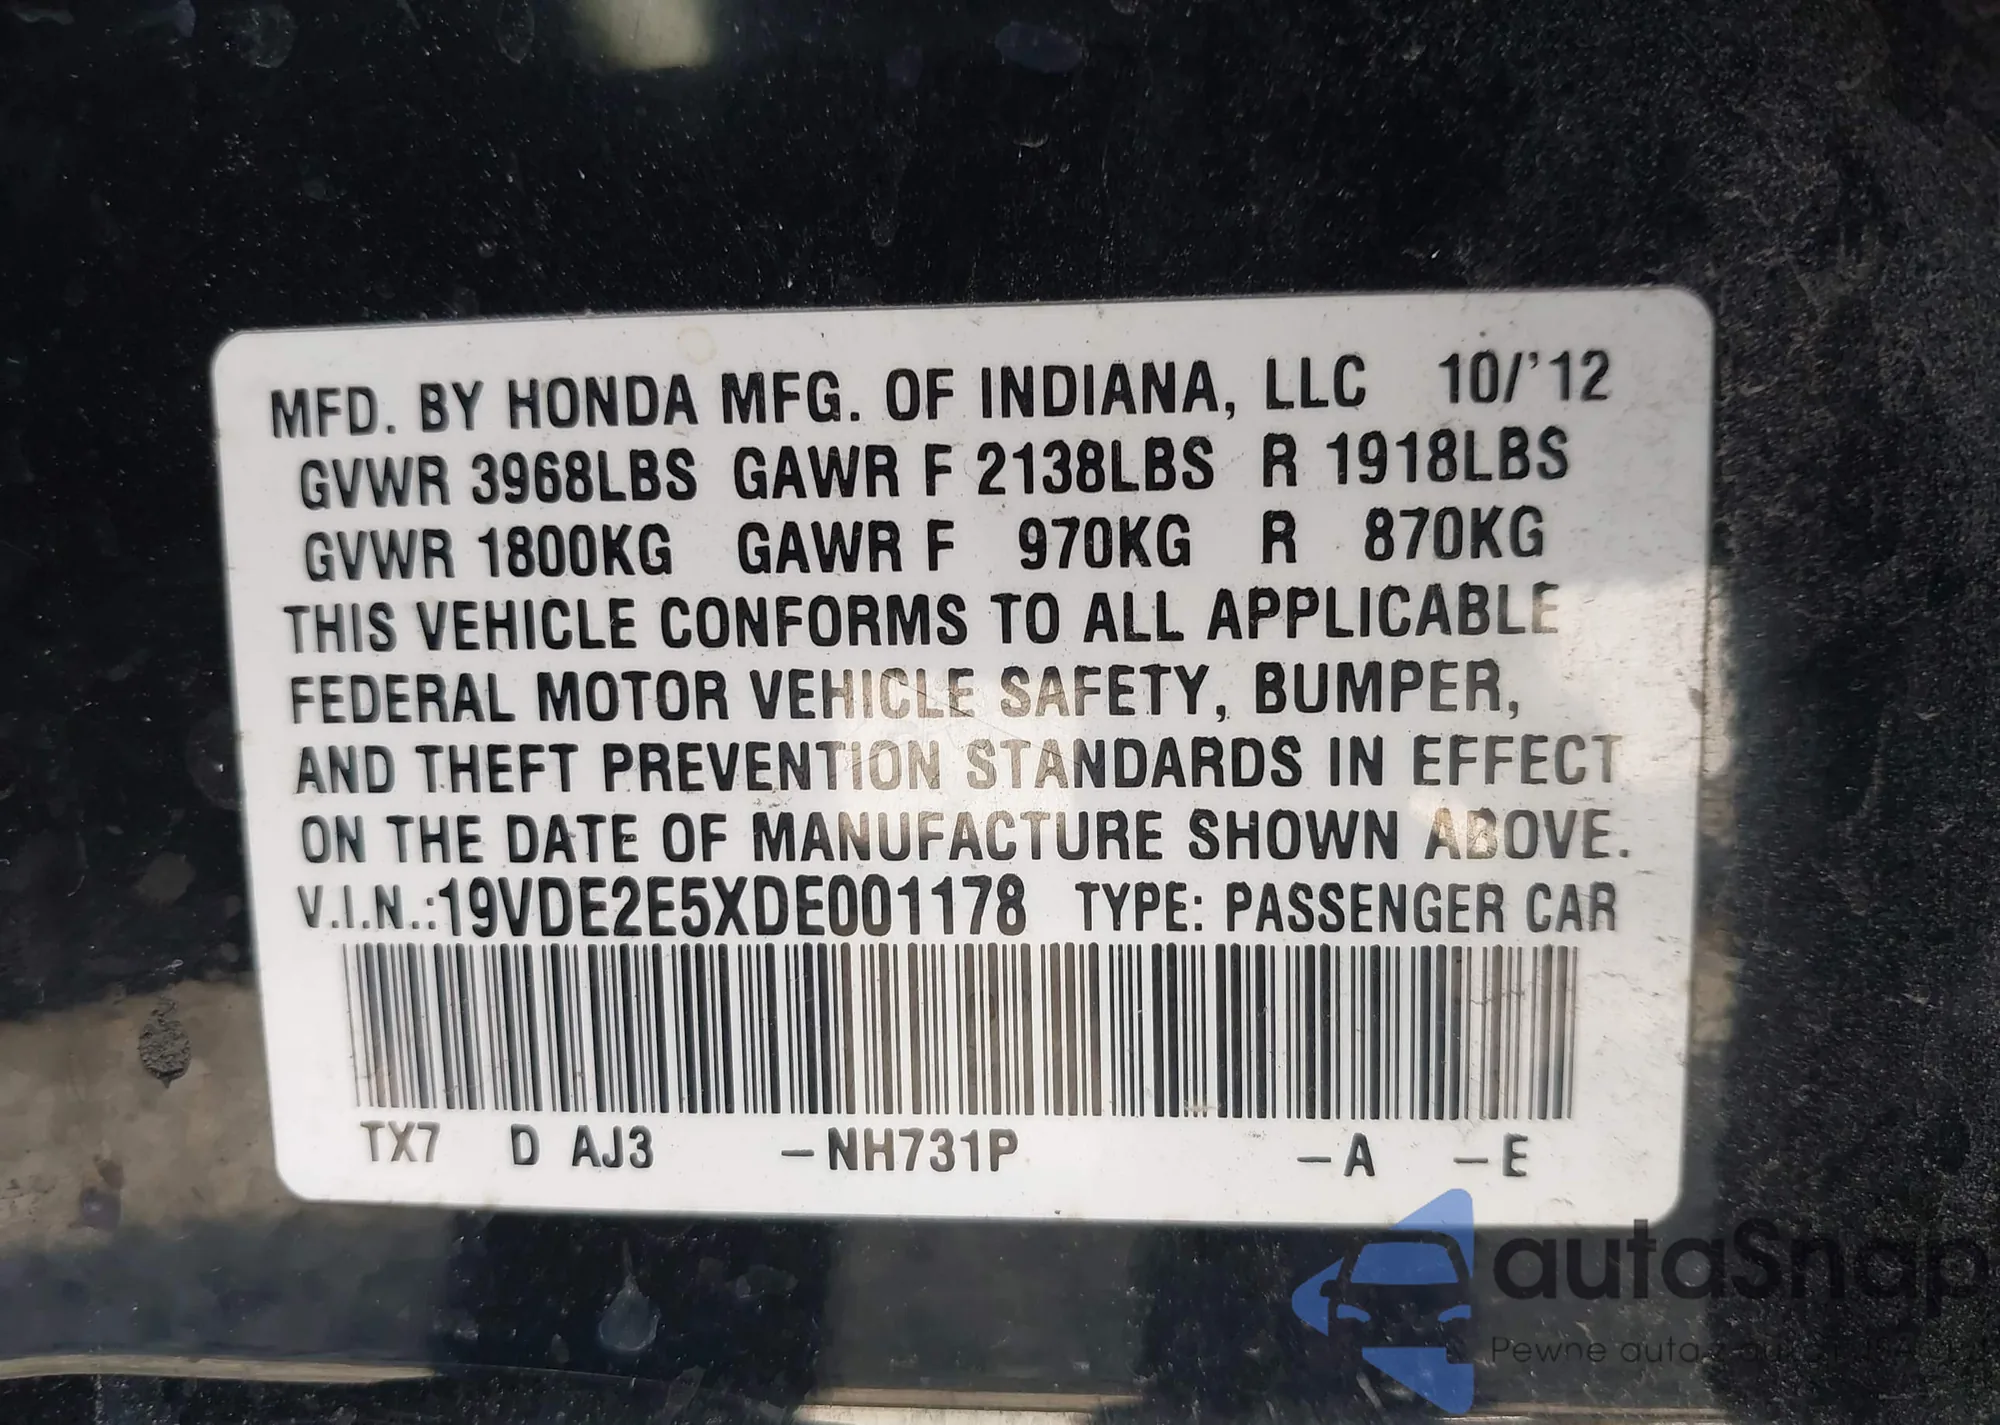 MFD. BY HONDA MFG. OF INDIANA, LLC 10/'12
GVWR 3968LBS GAWR F 2138LBS R 1918LBS
GVWR 1800KG GAWR F 970KG R 870KG
THIS VEHICLE CONFORMS TO ALL APPLICABLE
FEDERAL MOTOR VEHICLE SAFETY, BUMPER,
AND THEFT PREVENTION STANDARDS IN EFFECT
ON THE DATE OF MANUFACTURE SHOWN ABOVE.
V.I.N.:19VDE2E5XDE001178 TYPE: PASSENGER CAR
TX7 D AJ3 –NH731P –A –E
autaSnap
Pewne auta z